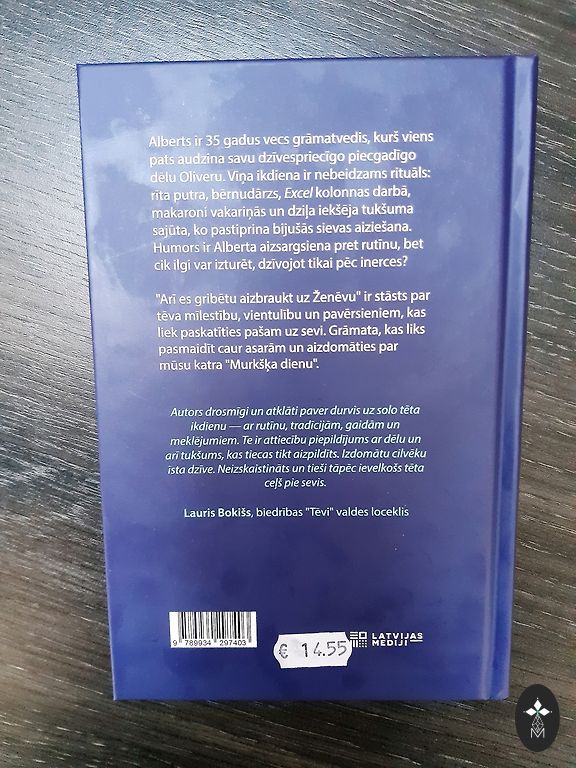 Alberts ir 35 gadus vecs grāmatvedis, kurš viens
pats audzina savu dzīvespriecīgo piecgadīgo
dēlu Oliveru. Viņa ikdiena ir nebeidzams rituāls:
rīta putra, bērnudārzs, Excel kolonnas darbā,
makaroni vakariņās un dziļa iekšēja tukšuma
sajūta, ko pastiprina bijušās sievas aiziešana.
Humors ir Alberta aizsargsiena pret rutīnu, bet
cik ilgi var izturēt, dzīvojot tikai pēc inerces?
"Arī es gribētu aizbraukt uz Ženēvu" ir stāsts par
tēva mīlestību, vientulību un pavērsieniem, kas
liek paskatīties pašam uz sevi. Grāmata, kas liks
pasmaidīt caur asarām un aizdomāties par
mūsu katra "Murkšķa dienu".
Autors drosmīgi un atklāti paver durvis uz solo tēta
ikdienu — ar rutīnu, tradīcijām, gaidām un
meklējumiem. Te ir attiecību piepildījums ar dēlu un
arī tukšums, kas tiecas tikt aizpildīts. Izdomātu cilvēku
īsta dzīve. Neizskaistināts un tieši tāpēc ievelkošs tēta
ceļš pie sevis.
Lauris Bokišs, biedrības "Tēvi" valdes loceklis
9 789934 297403
€ 14.55
LATVIJAS
MEDIJI
M